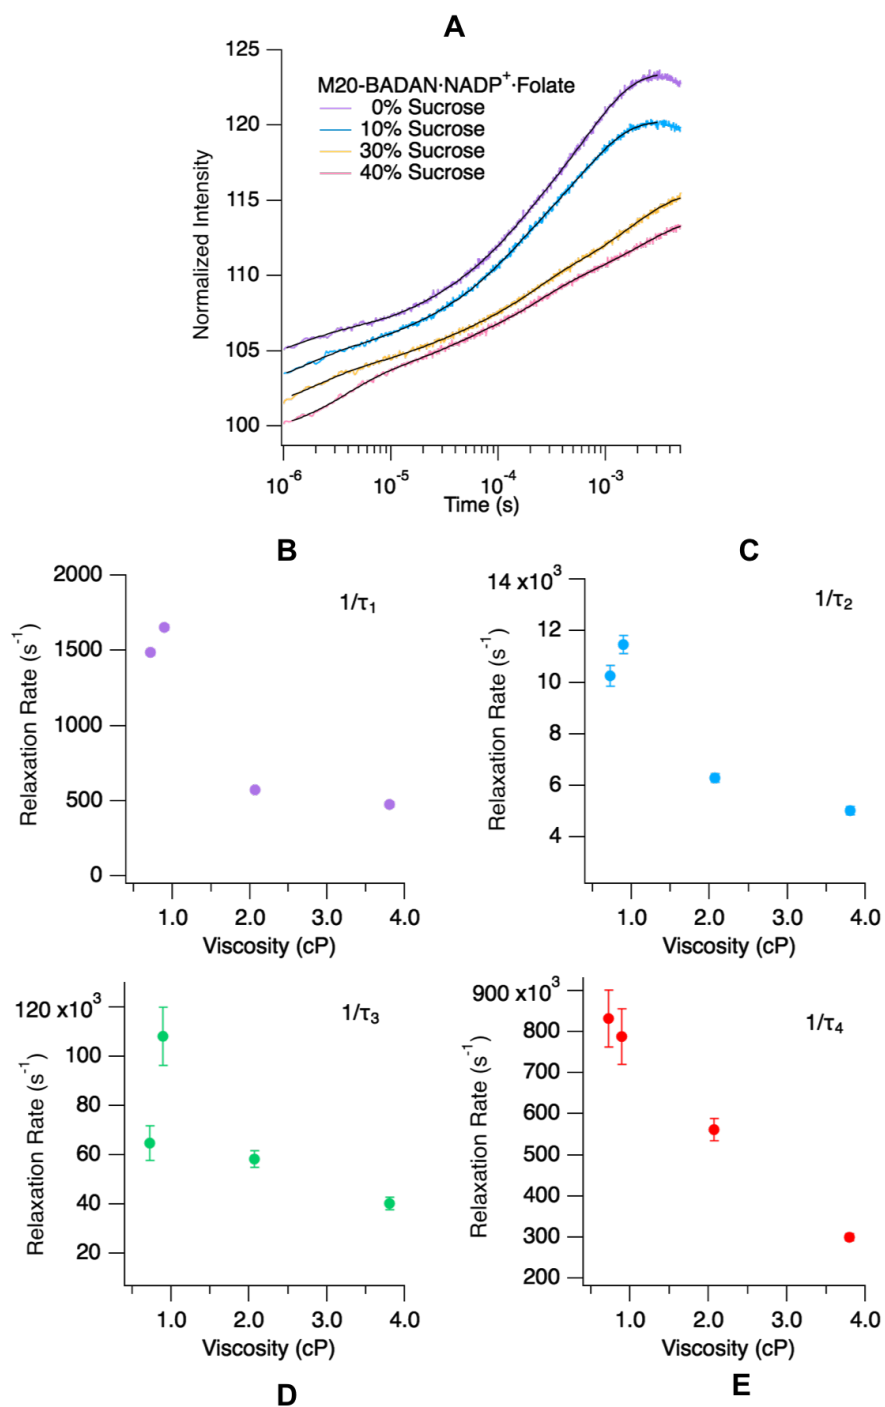 A
125
120
115
110
105
100
Normalized Intensity
M20-BADAN·NADP⁺·Folate
0% Sucrose
10% Sucrose
30% Sucrose
40% Sucrose
10⁻⁶
10⁻⁵
10⁻⁴
10⁻³
Time (s)
B
2000
1500
1000
500
0
Relaxation Rate (s⁻¹)
1/τ₁
1.0
2.0
3.0
4.0
Viscosity (cP)
C
14 x10³
12
10
8
6
4
Relaxation Rate (s⁻¹)
1/τ₂
1.0
2.0
3.0
4.0
Viscosity (cP)
120 x10³
100
80
60
40
20
Relaxation Rate (s⁻¹)
1/τ₃
1.0
2.0
3.0
4.0
Viscosity (cP)
D
900 x10³
800
700
600
500
400
300
200
Relaxation Rate (s⁻¹)
1/τ₄
1.0
2.0
3.0
4.0
Viscosity (cP)
E